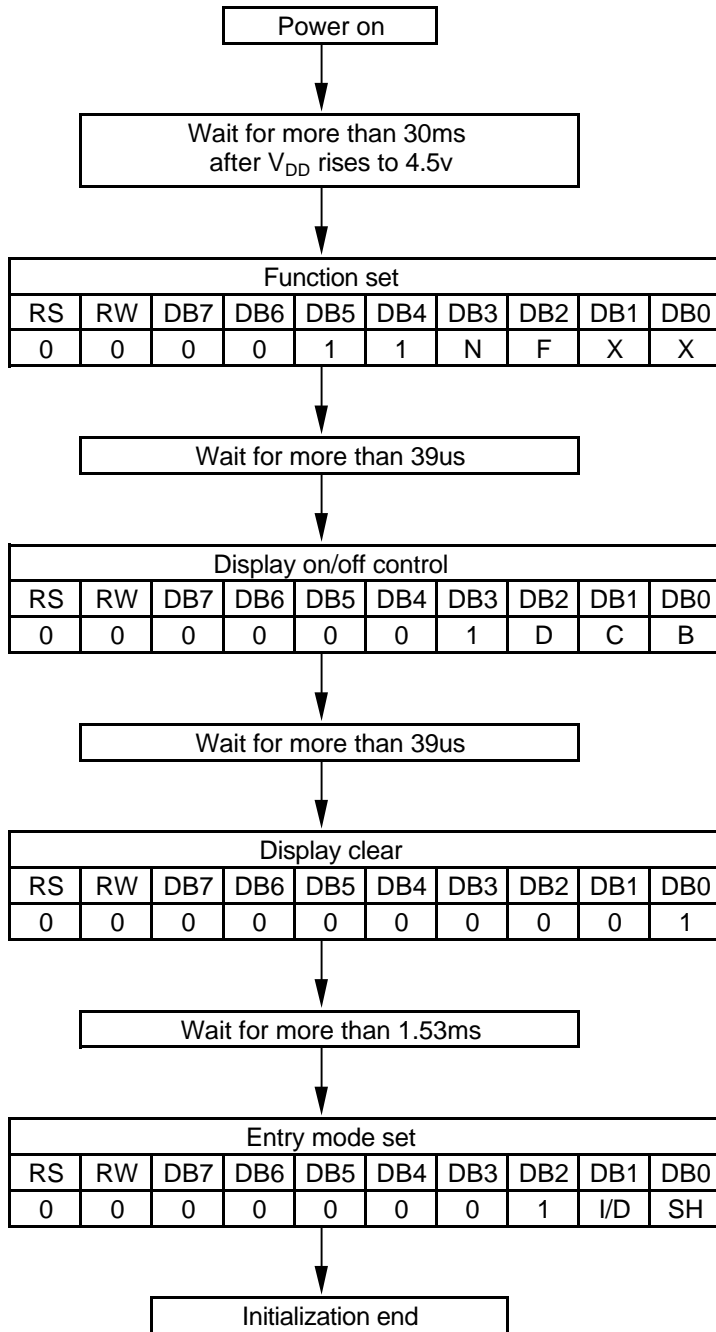 Power on
Wait for more than 30ms
after VDD rises to 4.5v
Function set
RS RW DB7 DB6 DB5 DB4 DB3 DB2 DB1 DB0
0 0 0 0 1 1 N F X X
Wait for more than 39us
Display on/off control
RS RW DB7 DB6 DB5 DB4 DB3 DB2 DB1 DB0
0 0 0 0 0 0 1 D C B
Wait for more than 39us
Display clear
RS RW DB7 DB6 DB5 DB4 DB3 DB2 DB1 DB0
0 0 0 0 0 0 0 0 0 1
Wait for more than 1.53ms
Entry mode set
RS RW DB7 DB6 DB5 DB4 DB3 DB2 DB1 DB0
0 0 0 0 0 0 0 1 I/D SH
Initialization end